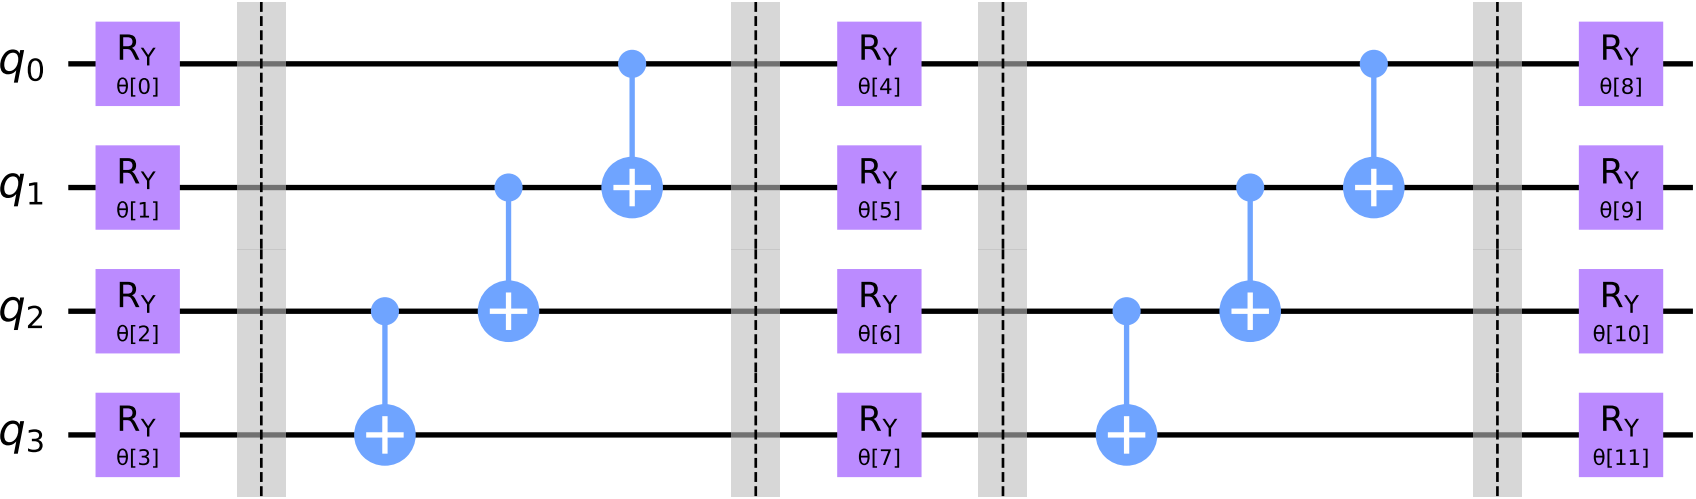 q0 RY θ[0] RY θ[4] RY θ[8]
q1 RY θ[1] RY θ[5] RY θ[9]
q2 RY θ[2] RY θ[6] RY θ[10]
q3 RY θ[3] RY θ[7] RY θ[11]